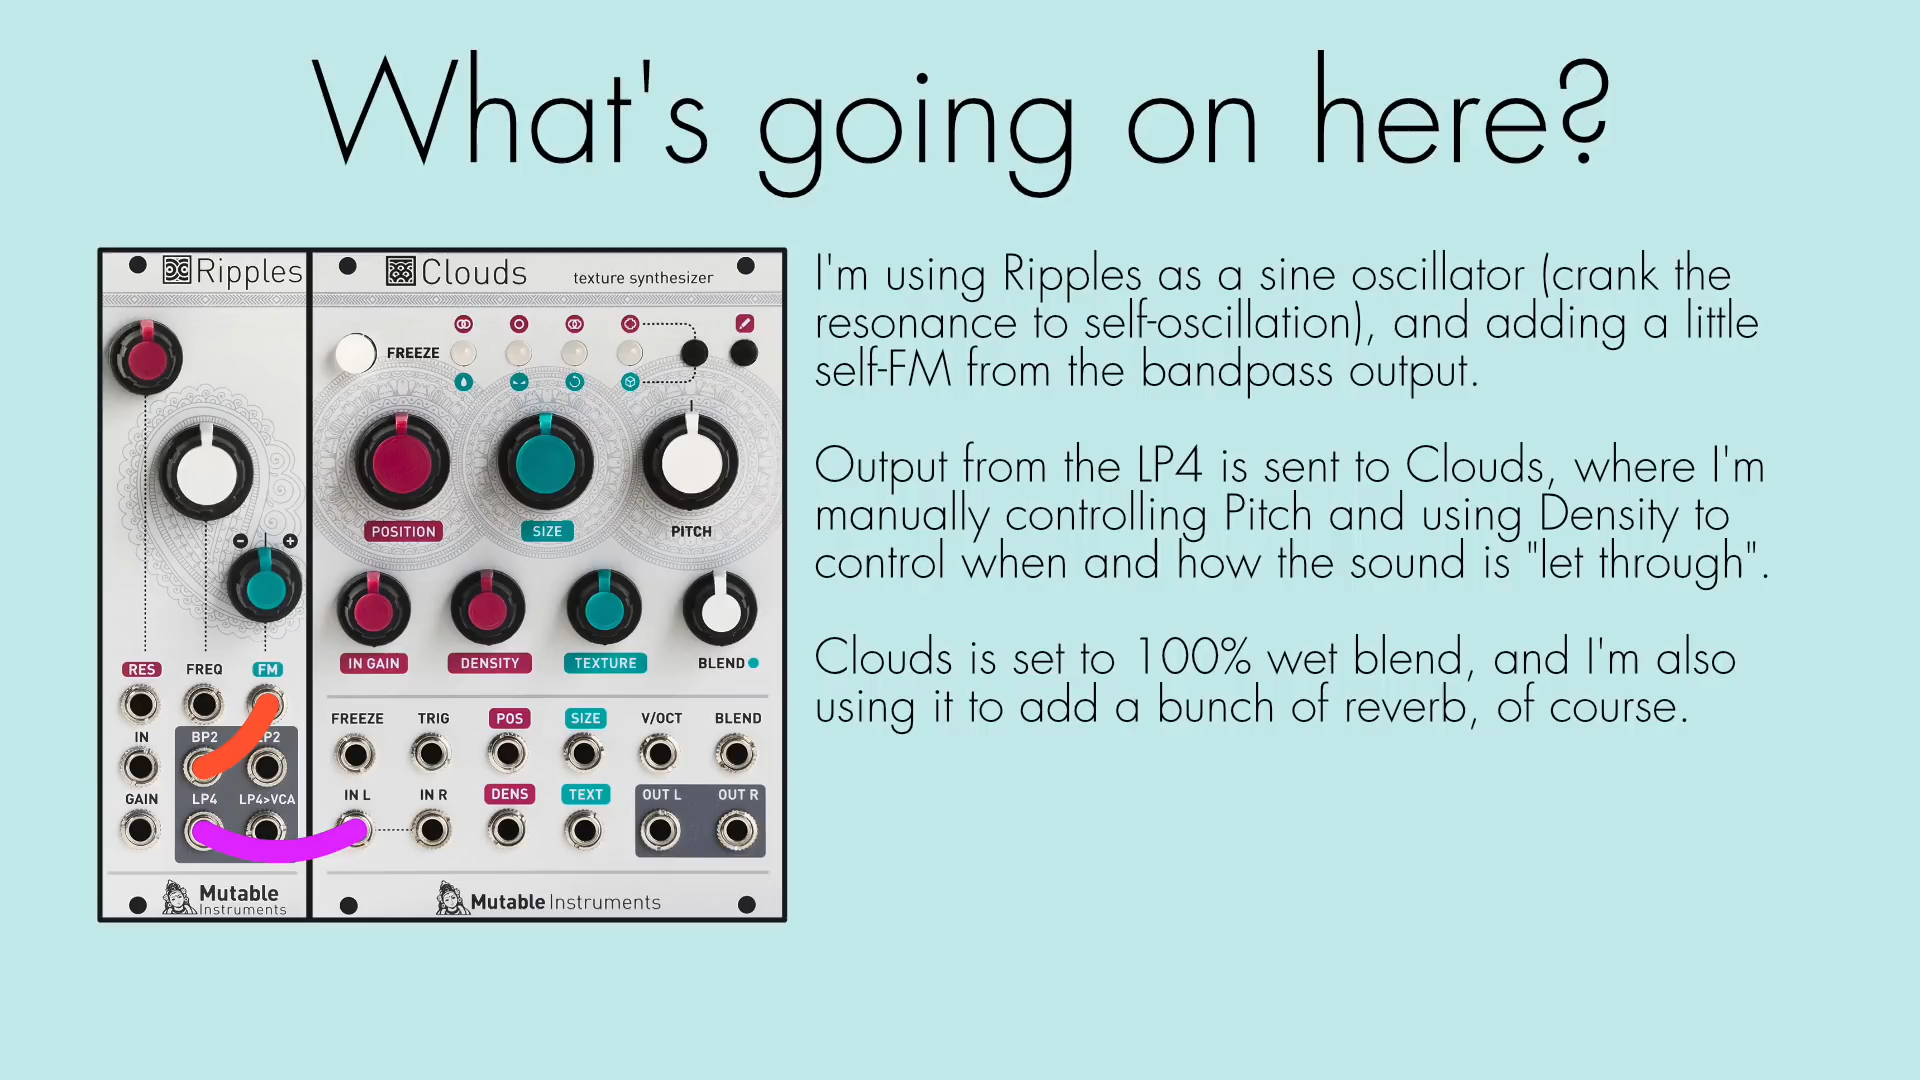 What's going on here?
Ripples
Clouds
texture synthesizer
FREEZE
POSITION
SIZE
PITCH
IN GAIN
DENSITY
TEXTURE
BLEND
RES
FREQ
FM
IN
BP2
LP2
GAIN
LP4
LP4>VCA
FREEZE
TRIG
POS
SIZE
V/OCT
BLEND
IN L
IN R
DENS
TEXT
OUT L
OUT R
Mutable
Instruments
Mutable Instruments
I'm using Ripples as a sine oscillator (crank the
resonance to self-oscillation), and adding a little
self-FM from the bandpass output.
Output from the LP4 is sent to Clouds, where I'm
manually controlling Pitch and using Density to
control when and how the sound is "let through".
Clouds is set to 100% wet blend, and I'm also
using it to add a bunch of reverb, of course.